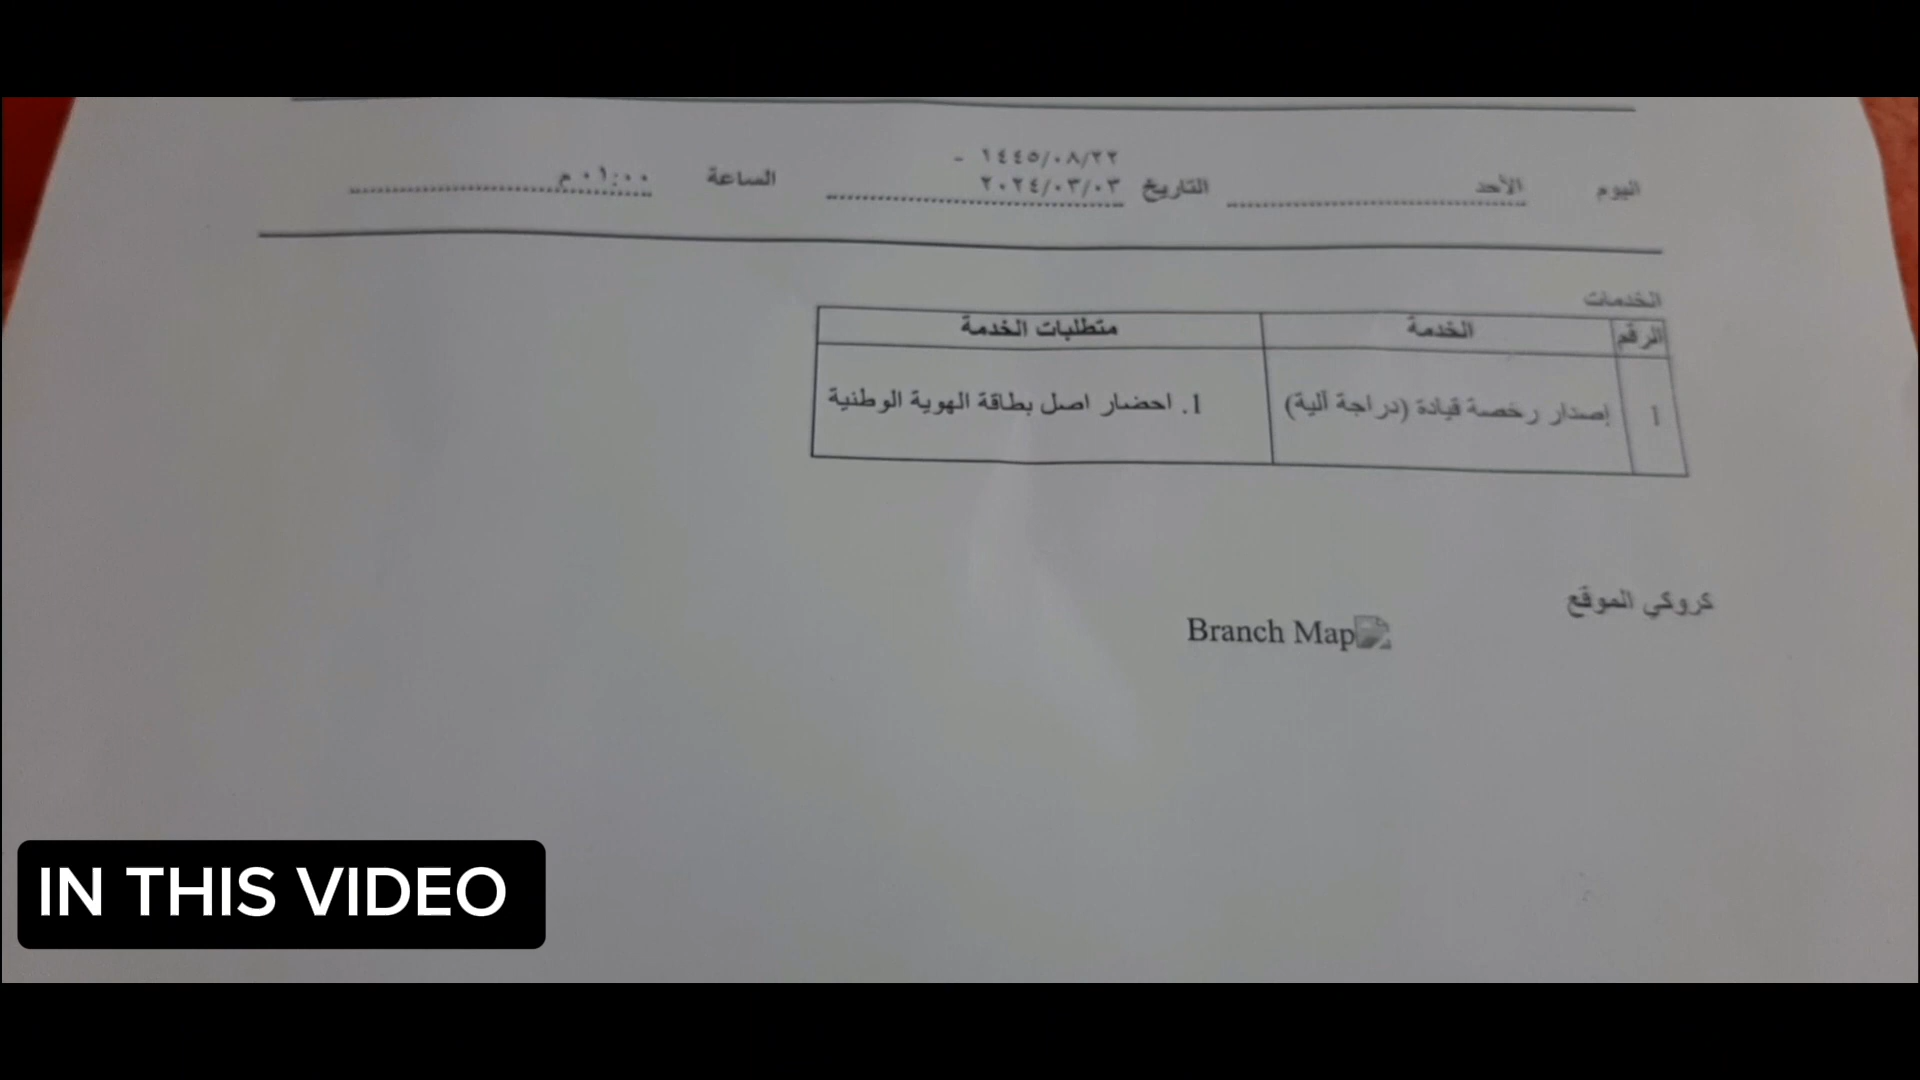 ١٤٤٥/٠٨/٢٢ -
اليوم الأحد التاريخ ٢٠٢٤/٠٣/٠٣ الساعة ٠١:٠٠ م
الخدمات
الرقم الخدمة متطلبات الخدمة
1 إصدار رخصة قيادة (دراجة آلية) 1. احضار اصل بطاقة الهوية الوطنية
كروكي الموقع
Branch Map
IN THIS VIDEO